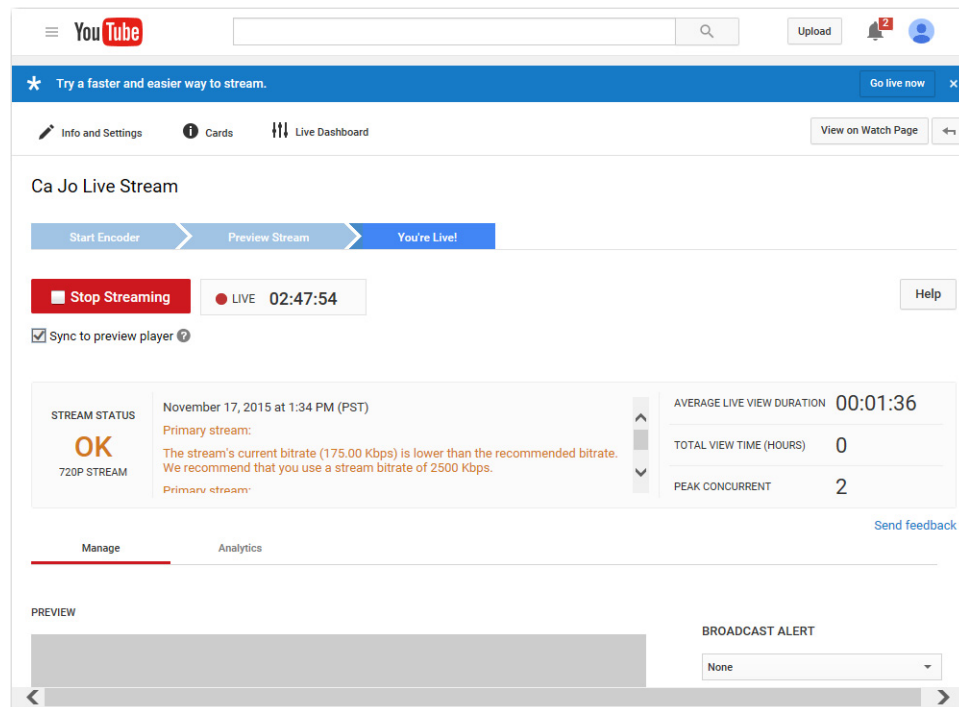 YouTube
Upload
2
Try a faster and easier way to stream.
Go live now
Info and Settings
Cards
Live Dashboard
View on Watch Page
Ca Jo Live Stream
Start Encoder
Preview Stream
You're Live!
Stop Streaming
LIVE 02:47:54
Help
Sync to preview player ?
STREAM STATUS
OK
720P STREAM
November 17, 2015 at 1:34 PM (PST)
Primary stream:
The stream's current bitrate (175.00 Kbps) is lower than the recommended bitrate.
We recommend that you use a stream bitrate of 2500 Kbps.
Primary stream:
AVERAGE LIVE VIEW DURATION 00:01:36
TOTAL VIEW TIME (HOURS) 0
PEAK CONCURRENT 2
Send feedback
Manage
Analytics
PREVIEW
BROADCAST ALERT
None